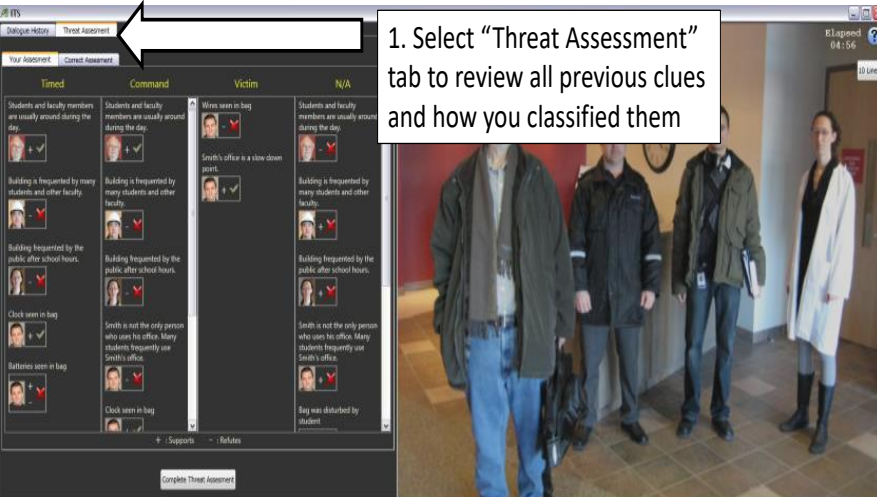 ITS
Dialogue History Threat Assesment
1. Select “Threat Assessment”
tab to review all previous clues
and how you classified them
Elapsed
04:56
?
10 Line
Your Assesment Correct Assesment
Timed Command Victim N/A
Students and faculty members
are usually around during the
day.
+
Building is frequented by many
students and other faculty.
-
Building frequented by the
public after school hours.
-
Clock seen in bag
+
Batteries seen in bag
+
-
Students and faculty
members are usually around
during the day.
+
Building is frequented by
many students and other
faculty.
-
Building frequented by the
public after school hours.
-
Smith is not the only person
who uses his office. Many
students frequently use
Smith's office.
-
Clock seen in bag
Wires seen in bag
-
Smith's office is a slow down
point.
+
Students and faculty
members are usually around
during the day.
-
Building is frequented by
many students and other
faculty.
+
Building frequented by the
public after school hours.
+
Smith is not the only person
who uses his office. Many
students frequently use
Smith's office.
+
Bag was disturbed by
student
+ : Supports - : Refutes
Complete Threat Assesment